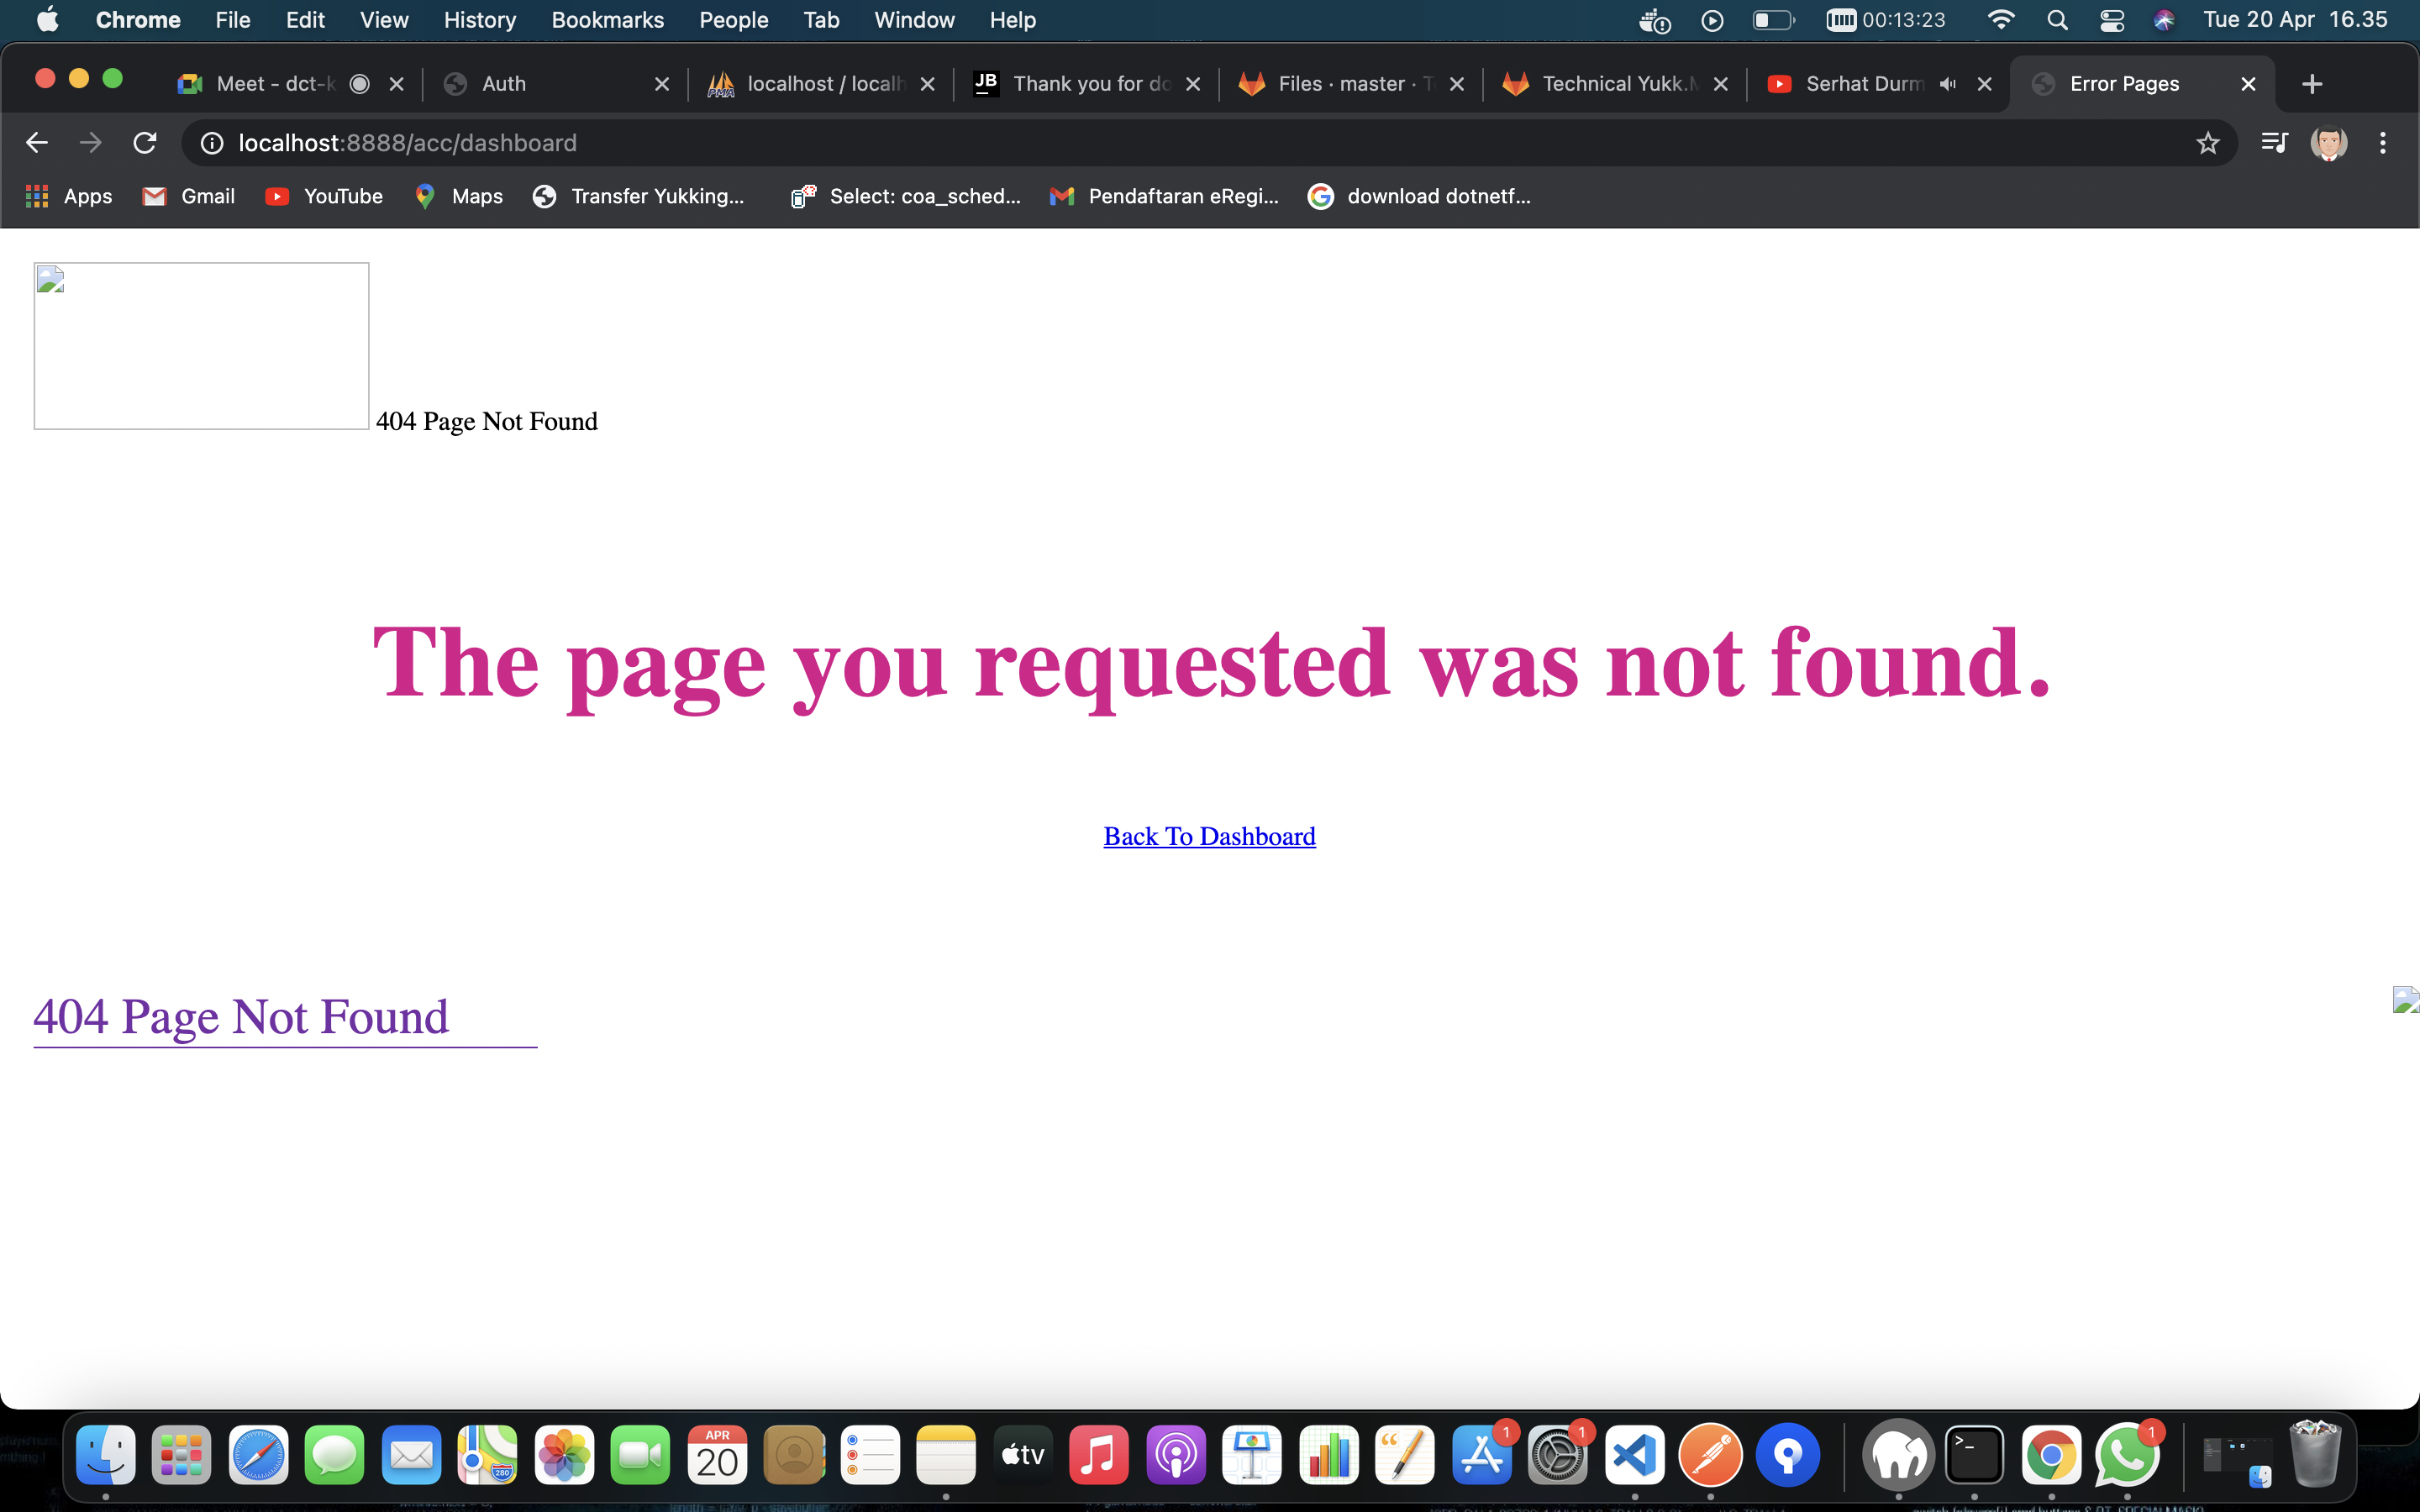 Chrome File Edit View History Bookmarks People Tab Window Help 00:13:23 Tue 20 Apr 16.35
Meet - dct-k Auth localhost / localh JB Thank you for do Files · master · T Technical Yukk.M Serhat Durm Error Pages
localhost:8888/acc/dashboard
Apps Gmail YouTube Maps Transfer Yukking... Select: coa_sched... Pendaftaran eRegi... download dotnetf...
404 Page Not Found
The page you requested was not found.
Back To Dashboard
404 Page Not Found
APR
20
tv
280
1
1
1